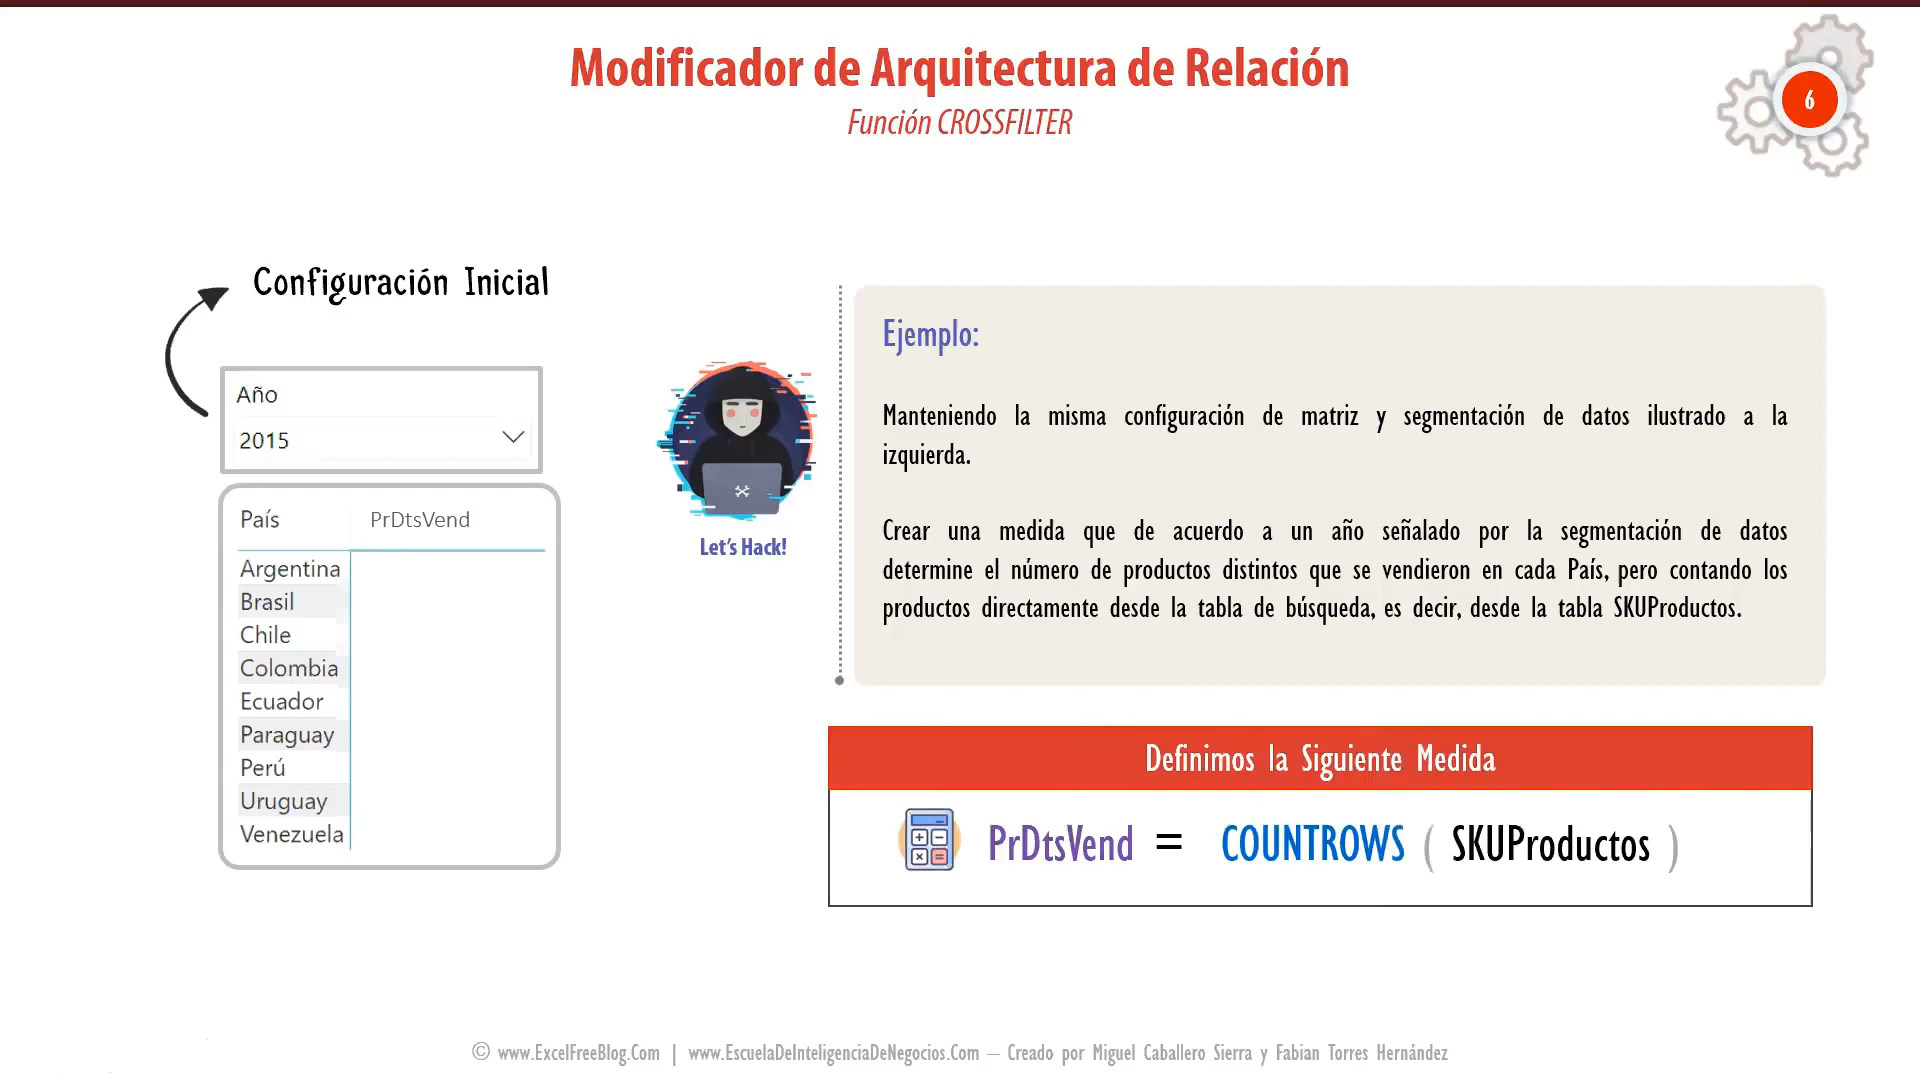 Modificador de Arquitectura de Relación
Función CROSSFILTER
6
Configuración Inicial
Año
2015
País PrDtsVend
Argentina
Brasil
Chile
Colombia
Ecuador
Paraguay
Perú
Uruguay
Venezuela
Let's Hack!
Ejemplo:
Manteniendo la misma configuración de matriz y segmentación de datos ilustrado a la
izquierda.
Crear una medida que de acuerdo a un año señalado por la segmentación de datos
determine el número de productos distintos que se vendieron en cada País, pero contando los
productos directamente desde la tabla de búsqueda, es decir, desde la tabla SKUProductos.
Definimos la Siguiente Medida
PrDtsVend = COUNTROWS ( SKUProductos )
© www.ExcelFreeBlog.Com | www.EscuelaDeInteligenciaDeNegocios.Com – Creado por Miguel Caballero Sierra y Fabian Torres Hernández